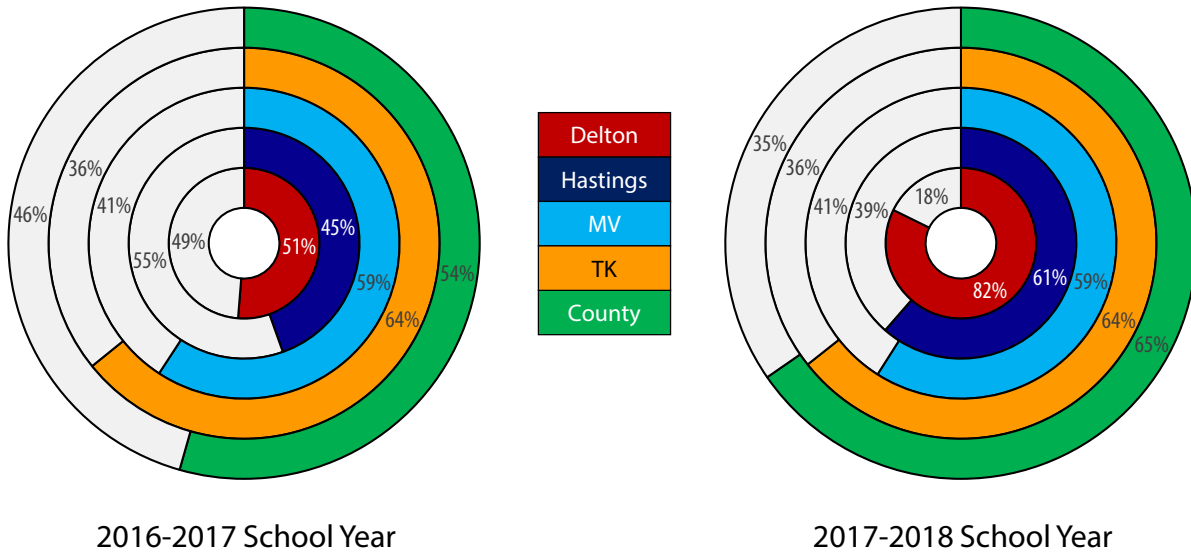 36%
46%
41%
55%
49%
51%
45%
59%
54%
64%
Delton
Hastings
MV
TK
County
35%
36%
41%
39%
18%
82%
61%
59%
64%
65%
2016-2017 School Year
2017-2018 School Year